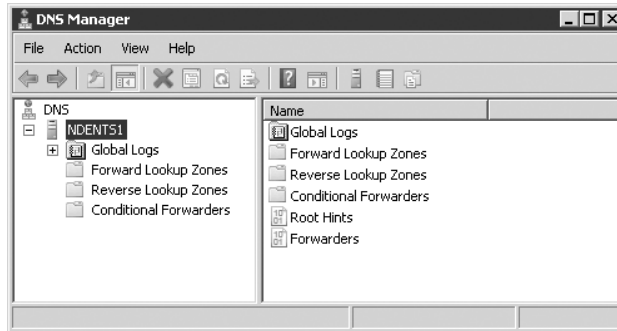 DNS Manager
File Action View Help
DNS
NDENTS1
Global Logs
Forward Lookup Zones
Reverse Lookup Zones
Conditional Forwarders
Name
Global Logs
Forward Lookup Zones
Reverse Lookup Zones
Conditional Forwarders
Root Hints
Forwarders